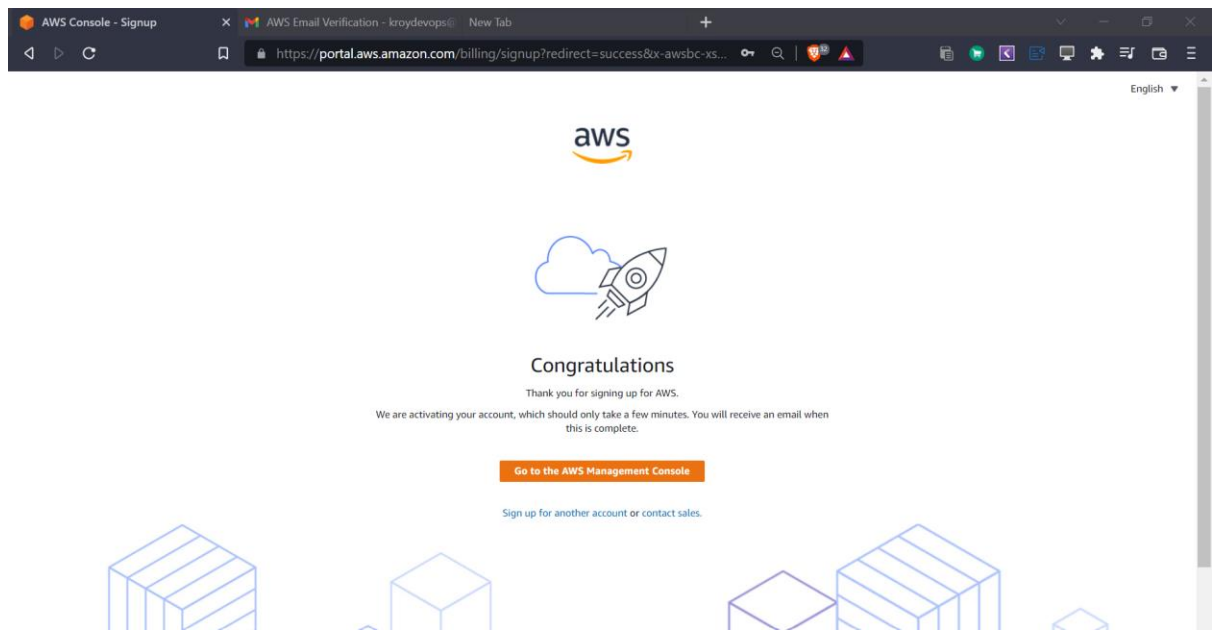 AWS Console - Signup
AWS Email Verification - kroydevops@
New Tab
https://portal.aws.amazon.com/billing/signup?redirect=success&x-awsbc-xs...
English
aws
Congratulations
Thank you for signing up for AWS.
We are activating your account, which should only take a few minutes. You will receive an email when
this is complete.
Go to the AWS Management Console
Sign up for another account or contact sales.